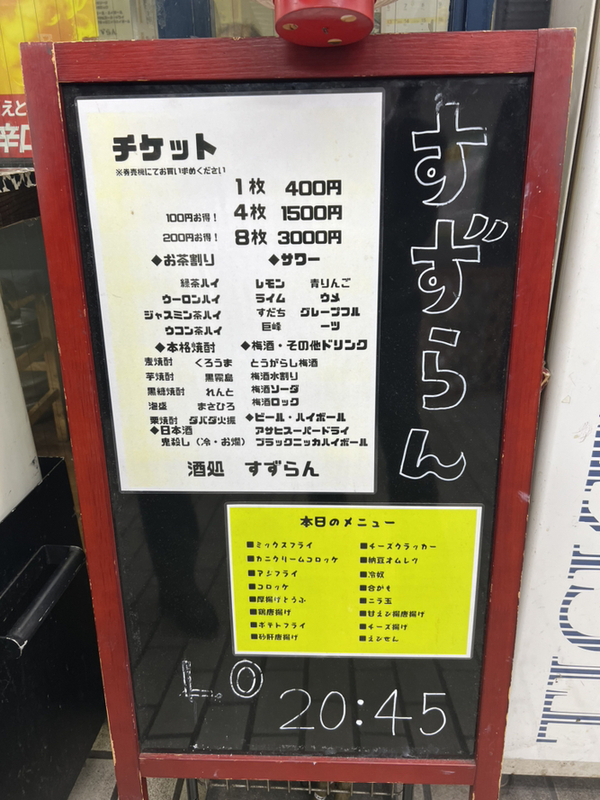 すずらん
チケット
※券売機にてお買い求めください
1枚 400円
100円お得! 4枚 1500円
200円お得! 8枚 3000円
◆お茶割り
緑茶ハイ
ウーロンハイ
ジャスミン茶ハイ
ウコン茶ハイ
◆サワー
レモン 青りんご
ライム ウメ
すだち グレープフル
巨峰 ーツ
◆本格焼酎
麦焼酎 くろうま
芋焼酎 黒霧島
黒糖焼酎 れんと
海盛 まさひろ
栗焼酎 ダバダ火振
◆日本酒
鬼殺し(冷・お燗)
◆梅酒・その他ドリンク
とうがらし梅酒
梅酒水割り
梅酒ソーダ
梅酒ロック
◆ビール・ハイボール
アサヒスーパードライ
ブラックニッカハイボール
酒処 すずらん
本日のメニュー
■ミックスフライ
■カニクリームコロッケ
■アジフライ
■コロッケ
■厚揚げとうふ
■鶏唐揚げ
■ポテトフライ
■砂肝唐揚げ
■チーズクラッカー
■納豆オムレツ
■冷奴
■合がも
■ニラ玉
■甘えび唐揚げ
■チーズ揚げ
■えびせん
L.O
20:45
えど
辛口